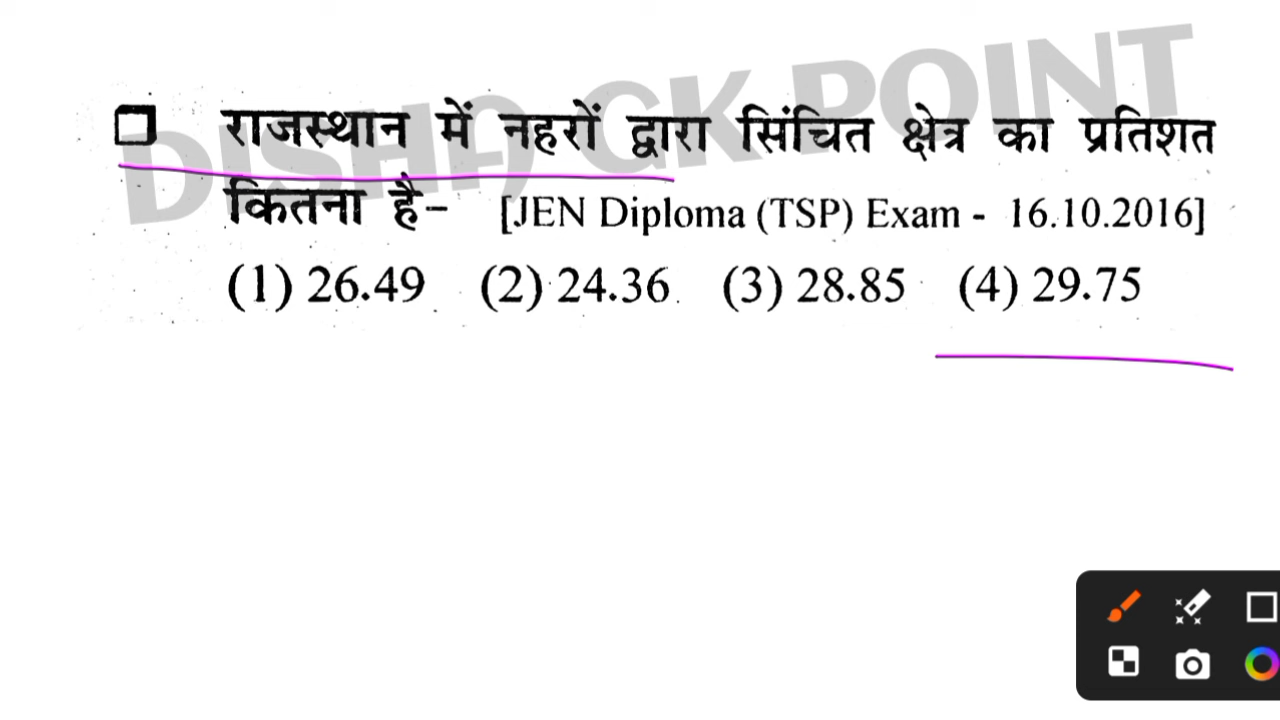 DISHA GK POINT
राजस्थान में नहरों द्वारा सिंचित क्षेत्र का प्रतिशत
कितना है- [JEN Diploma (TSP) Exam - 16.10.2016]
(1) 26.49 (2) 24.36 (3) 28.85 (4) 29.75